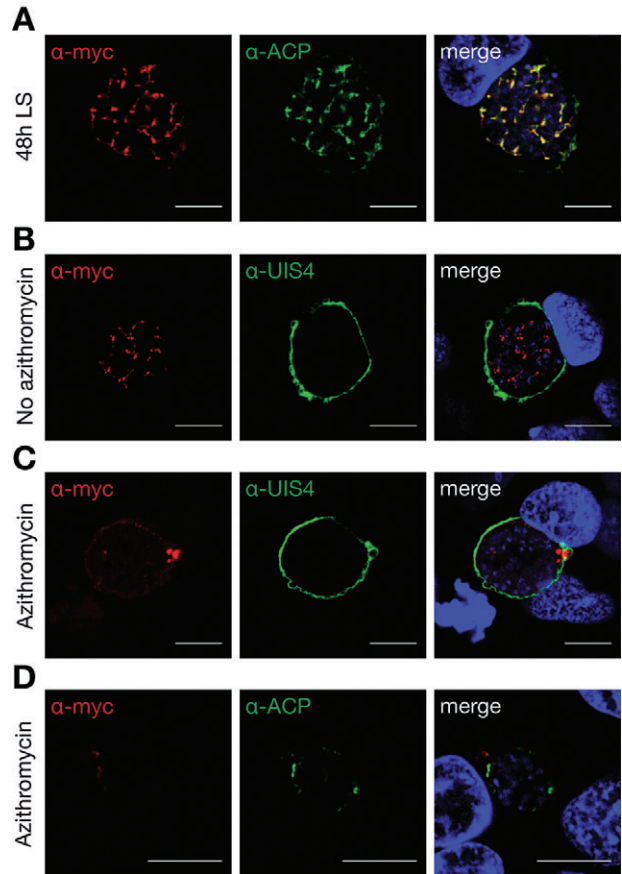 A
48h LS
α-myc
α-ACP
merge
B
No azithromycin
α-myc
α-UIS4
merge
C
Azithromycin
α-myc
α-UIS4
merge
D
Azithromycin
α-myc
α-ACP
merge